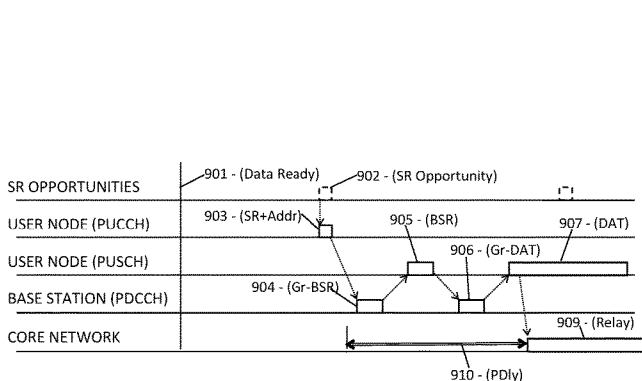 901 - (Data Ready)
902 - (SR Opportunity)
SR OPPORTUNITIES
903 - (SR+Addr)
905 - (BSR)
907 - (DAT)
USER NODE (PUCCH)
906 - (Gr-DAT)
USER NODE (PUSCH)
904 - (Gr-BSR)
BASE STATION (PDCCH)
909 - (Relay)
CORE NETWORK
910 - (PDly)